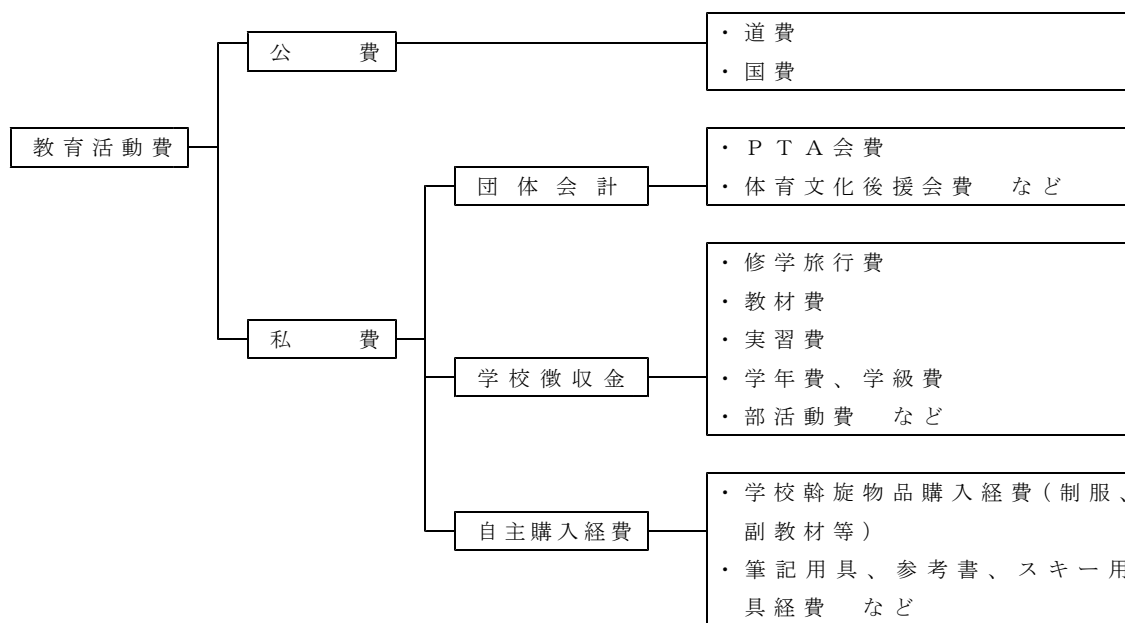 公費
・道費
・国費
教育活動費
団体会計
・ＰＴＡ会費
・体育文化後援会費　など
私費
学校徴収金
・修学旅行費
・教材費
・実習費
・学年費、学級費
・部活動費　など
自主購入経費
・学校斡旋物品購入経費（制服、
副教材等）
・筆記用具、参考書、スキー用
具経費　など